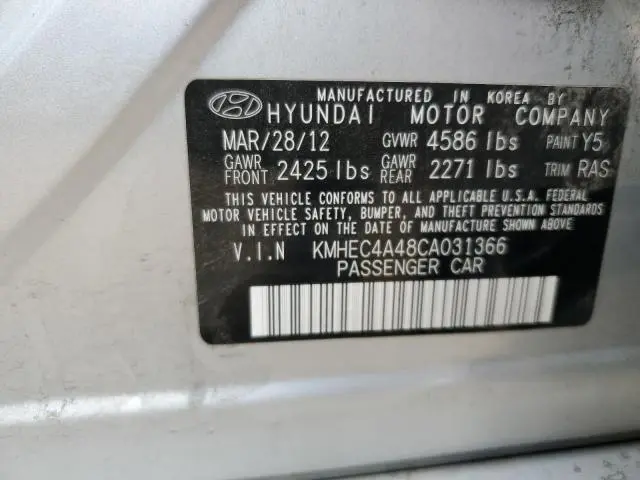 MANUFACTURED IN KOREA BY
HYUNDAI MOTOR COMPANY
MAR/28/12 GVWR 4586 lbs PAINT Y5
GAWR FRONT 2425 lbs GAWR REAR 2271 lbs TRIM RAS
THIS VEHICLE CONFORMS TO ALL APPLICABLE U.S.A. FEDERAL
MOTOR VEHICLE SAFETY, BUMPER, AND THEFT PREVENTION STANDARDS
IN EFFECT ON THE DATE OF MANUFACTURE SHOWN ABOVE
V.I.N KMHEC4A48CA031366
PASSENGER CAR